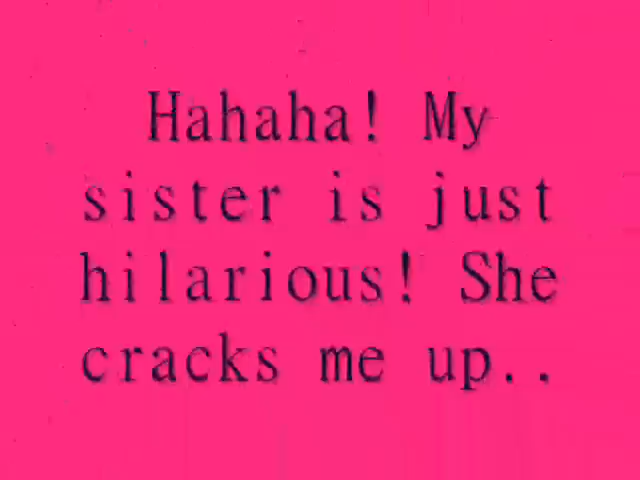 Hahaha! My
sister is just
hilarious! She
cracks me up..